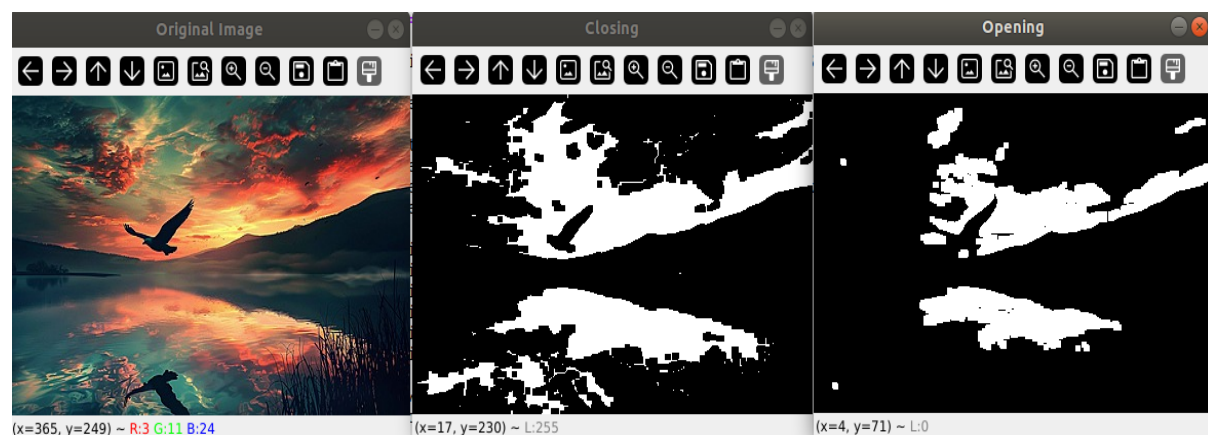 Original Image
Closing
Opening
(x=365, y=249) ~ R:3 G:11 B:24
(x=17, y=230) ~ L:255
(x=4, y=71) ~ L:0